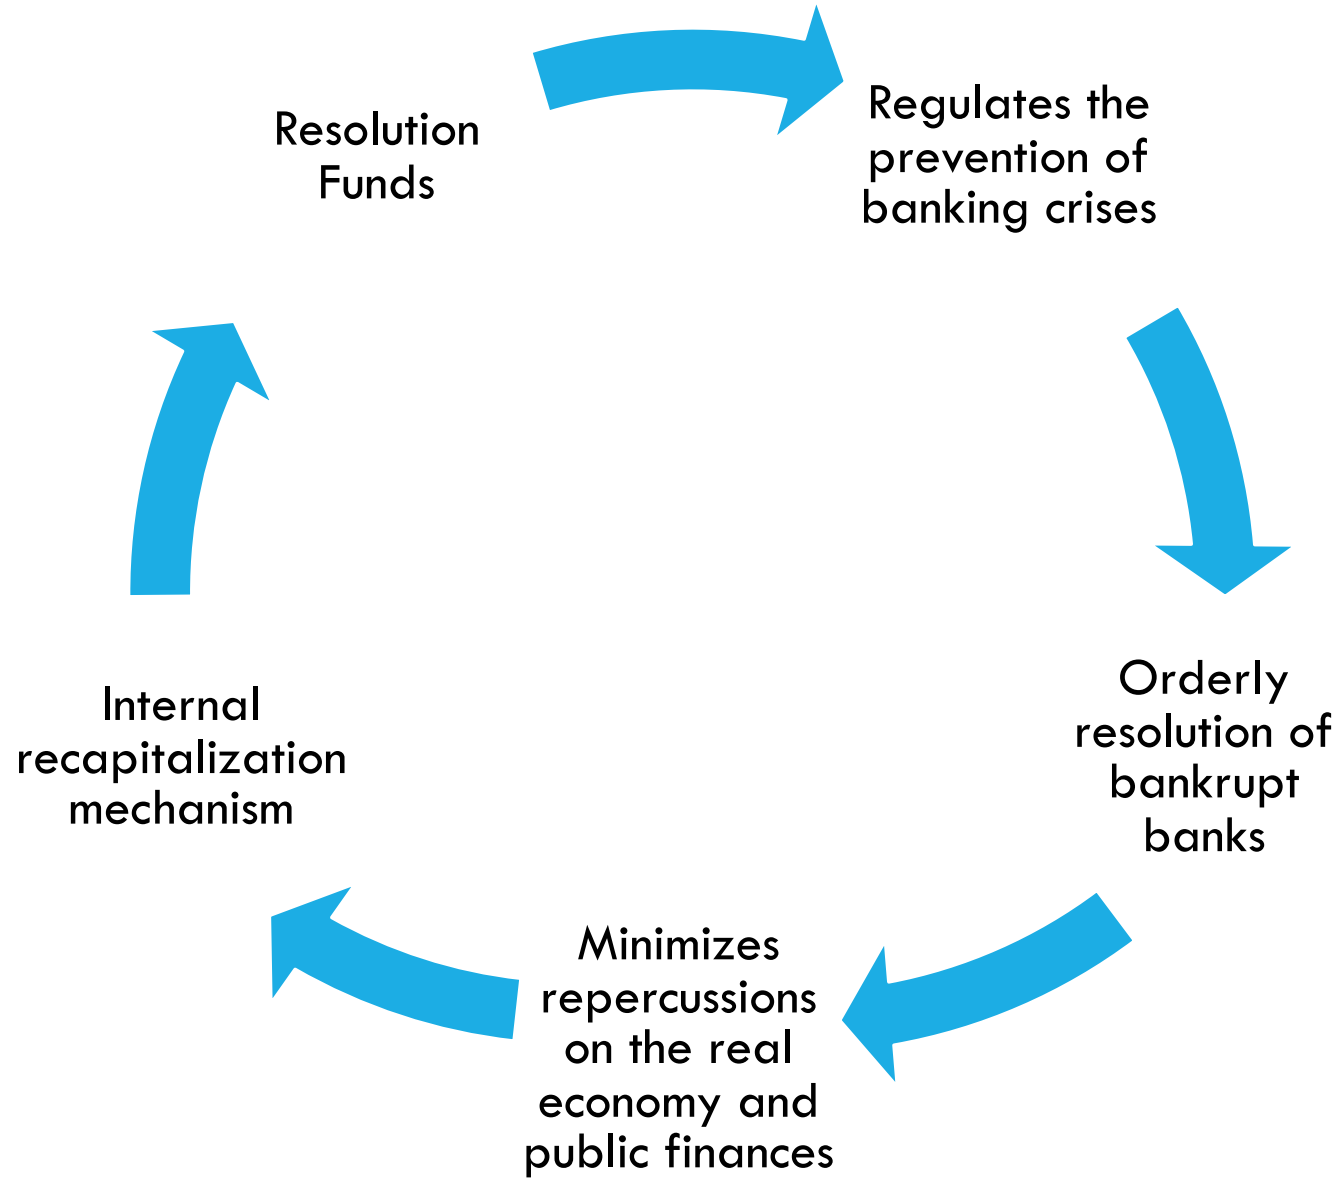 Resolution
Funds
Regulates the
prevention of
banking crises
Orderly
resolution of
bankrupt
banks
Minimizes
repercussions
on the real
economy and
public finances
Internal
recapitalization
mechanism